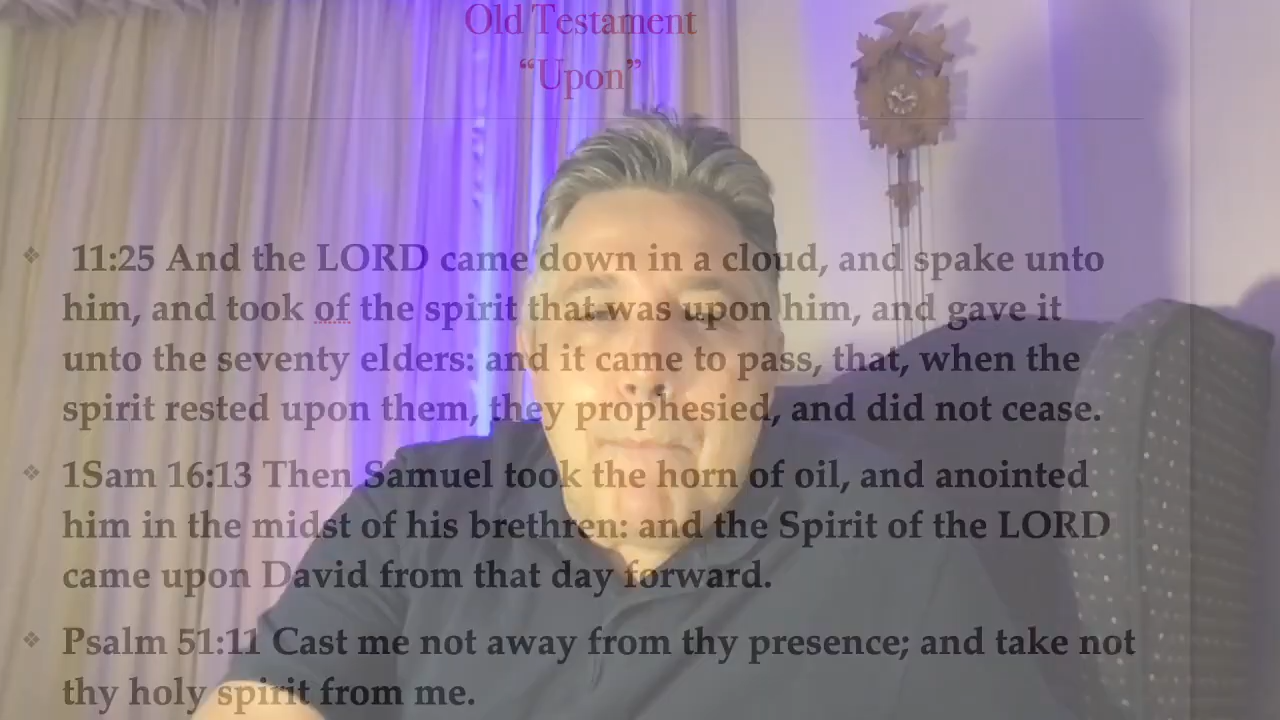 Old Testament
“Upon”
❖ 11:25 And the LORD came down in a cloud, and spake unto
him, and took of the spirit that was upon him, and gave it
unto the seventy elders: and it came to pass, that, when the
spirit rested upon them, they prophesied, and did not cease.
❖ 1Sam 16:13 Then Samuel took the horn of oil, and anointed
him in the midst of his brethren: and the Spirit of the LORD
came upon David from that day forward.
❖ Psalm 51:11 Cast me not away from thy presence; and take not
thy holy spirit from me.